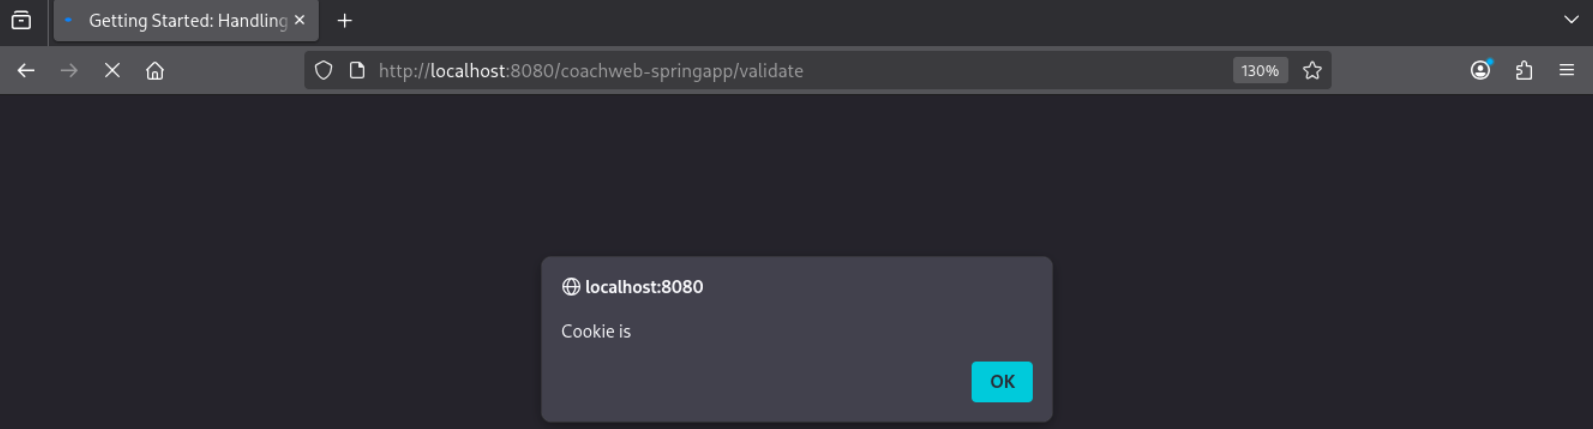 Getting Started: Handling
http://localhost:8080/coachweb-springapp/validate
130%
localhost:8080
Cookie is
OK